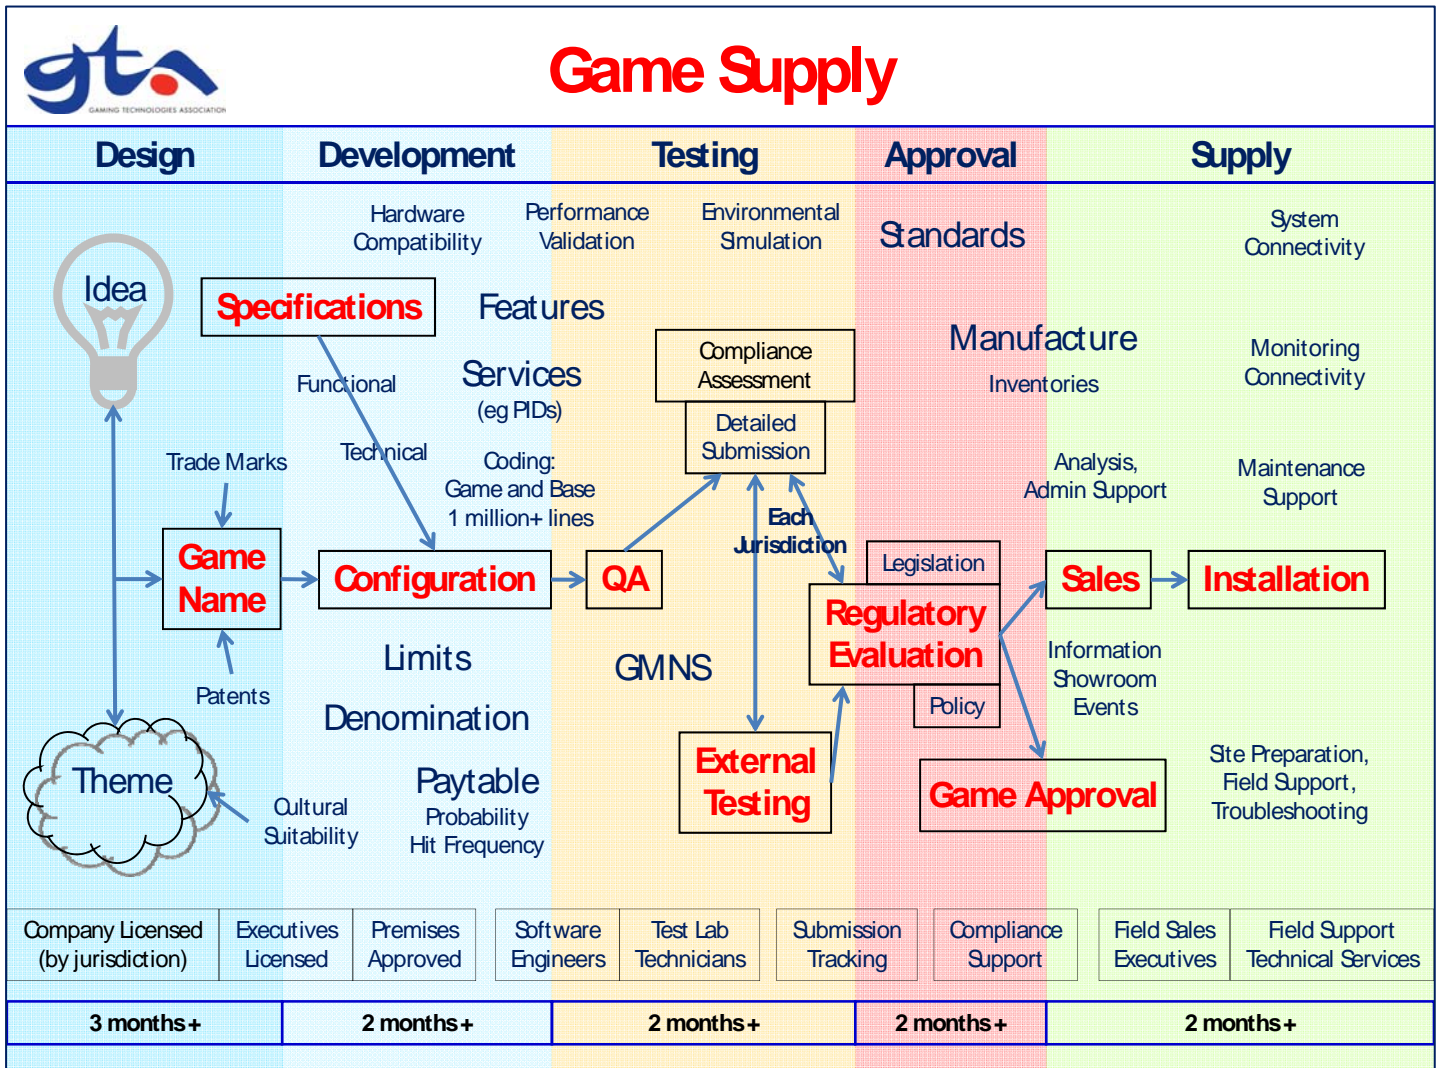 gta
GAMING TECHNOLOGIES ASSOCIATION
Game Supply
Design
Development
Testing
Approval
Supply
Idea
Trade Marks
Game
Name
Patents
Theme
Cultural
Suitability
Hardware
Compatibility
Specifications
Features
Functional
Services
(eg PIDs)
Technical
Coding:
Game and Base
1 million+ lines
Configuration
Limits
Denomination
Paytable
Probability
Hit Frequency
Performance
Validation
Environmental
Simulation
Compliance
Assessment
Detailed
Submission
Each
Jurisdiction
QA
GMNS
External
Testing
Standards
Manufacture
Inventories
Legislation
Regulatory
Evaluation
Policy
Game Approval
System
Connectivity
Monitoring
Connectivity
Analysis,
Admin Support
Maintenance
Support
Sales
Installation
Information
Showroom
Events
Site Preparation,
Field Support,
Troubleshooting
Company Licensed
(by jurisdiction)
Executives
Licensed
Premises
Approved
Software
Engineers
Test Lab
Technicians
Submission
Tracking
Compliance
Support
Field Sales
Executives
Field Support
Technical Services
3 months+
2 months+
2 months+
2 months+
2 months+